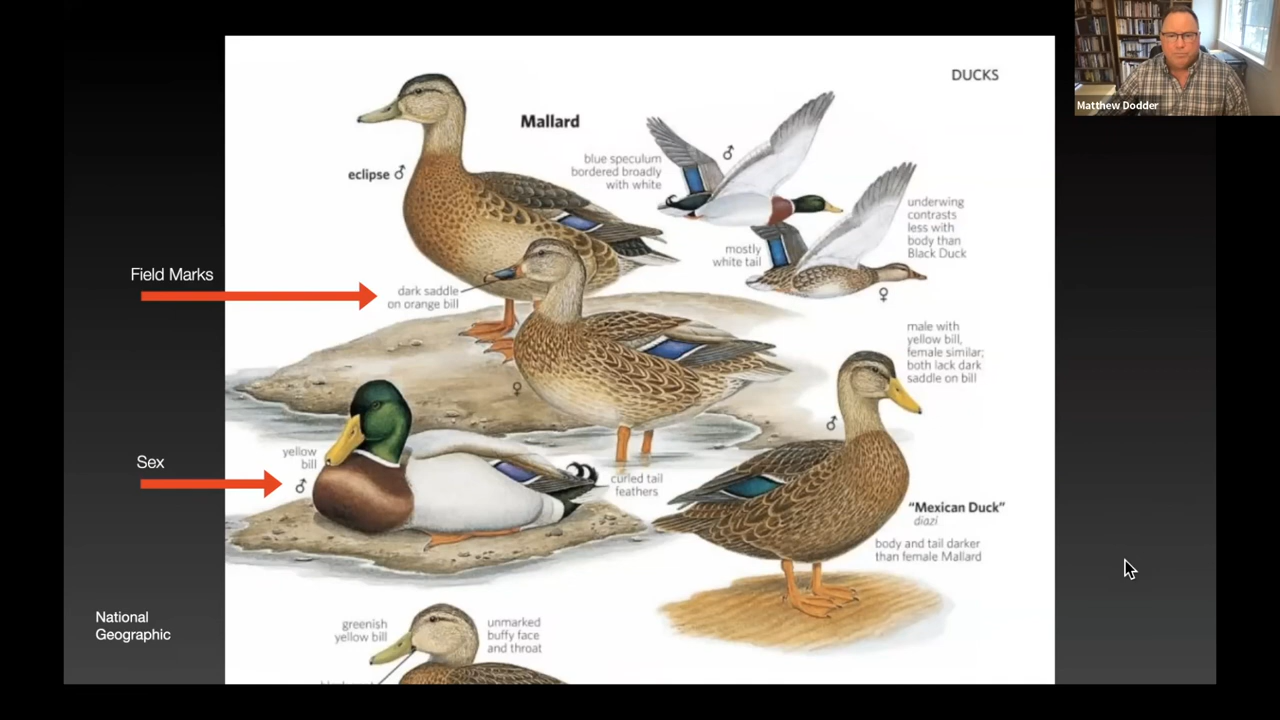 Matthew Dodder
DUCKS
Mallard
eclipse ♂
blue speculum
bordered broadly
with white
♂
underwing
contrasts
less with
body than
Black Duck
mostly
white tail
♀
Field Marks
dark saddle
on orange bill
♀
male with
yellow bill,
female similar;
both lack dark
saddle on bill
♂
Sex
yellow
bill
♂
curled tail
feathers
"Mexican Duck"
diazi
body and tail darker
than female Mallard
National
Geographic
greenish
yellow bill
unmarked
buffy face
and throat